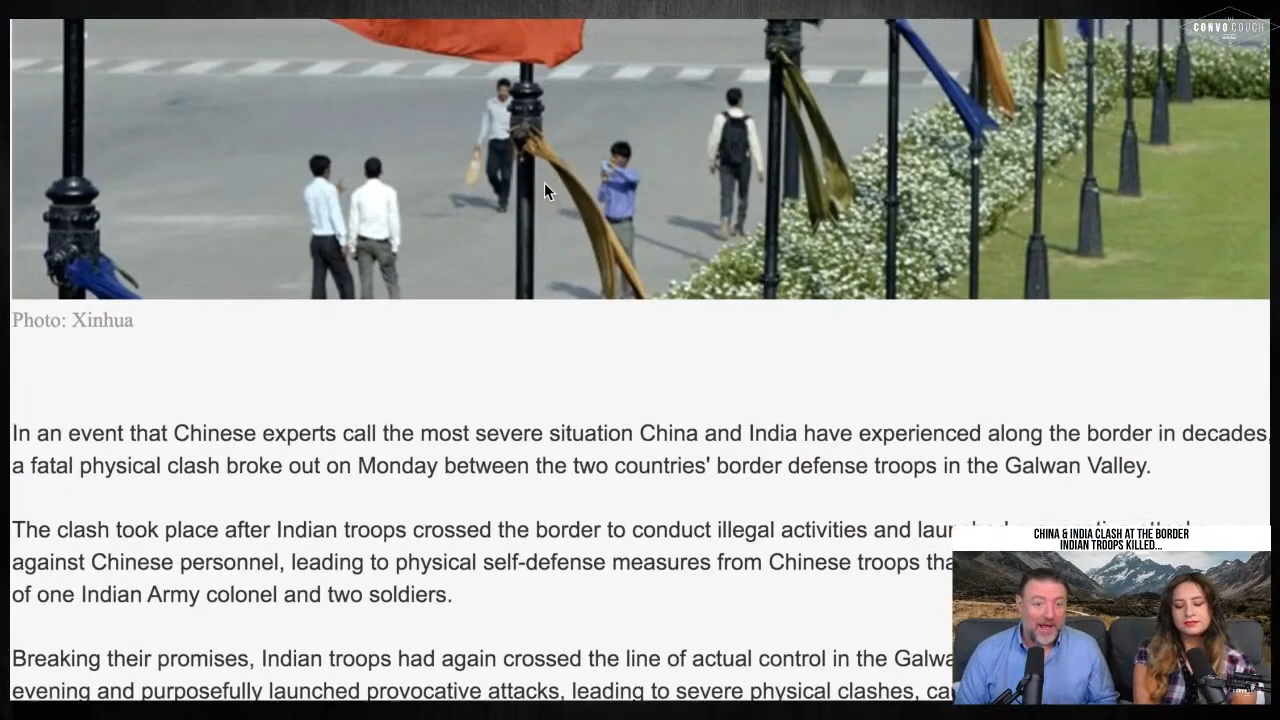 THE
CONVO COUCH
Photo: Xinhua
In an event that Chinese experts call the most severe situation China and India have experienced along the border in decades,
a fatal physical clash broke out on Monday between the two countries' border defense troops in the Galwan Valley.
The clash took place after Indian troops crossed the border to conduct illegal activities and
against Chinese personnel, leading to physical self-defense measures from Chinese troops
of one Indian Army colonel and two soldiers.
Breaking their promises, Indian troops had again crossed the line of actual control in the
evening and purposefully launched provocative attacks, leading to severe physical clashes,
CHINA & INDIA CLASH AT THE BORDER
INDIAN TROOPS KILLED...